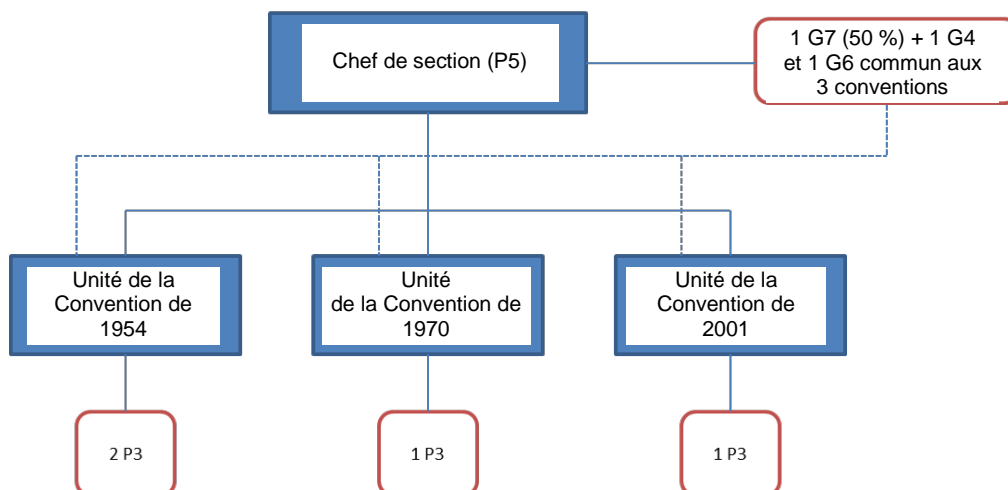 Chef de section (P5)
1 G7 (50 %) + 1 G4
et 1 G6 commun aux
3 conventions
Unité de la
Convention de
1954
Unité
de la Convention de
1970
Unité de la
Convention de
2001
2 P3
1 P3
1 P3